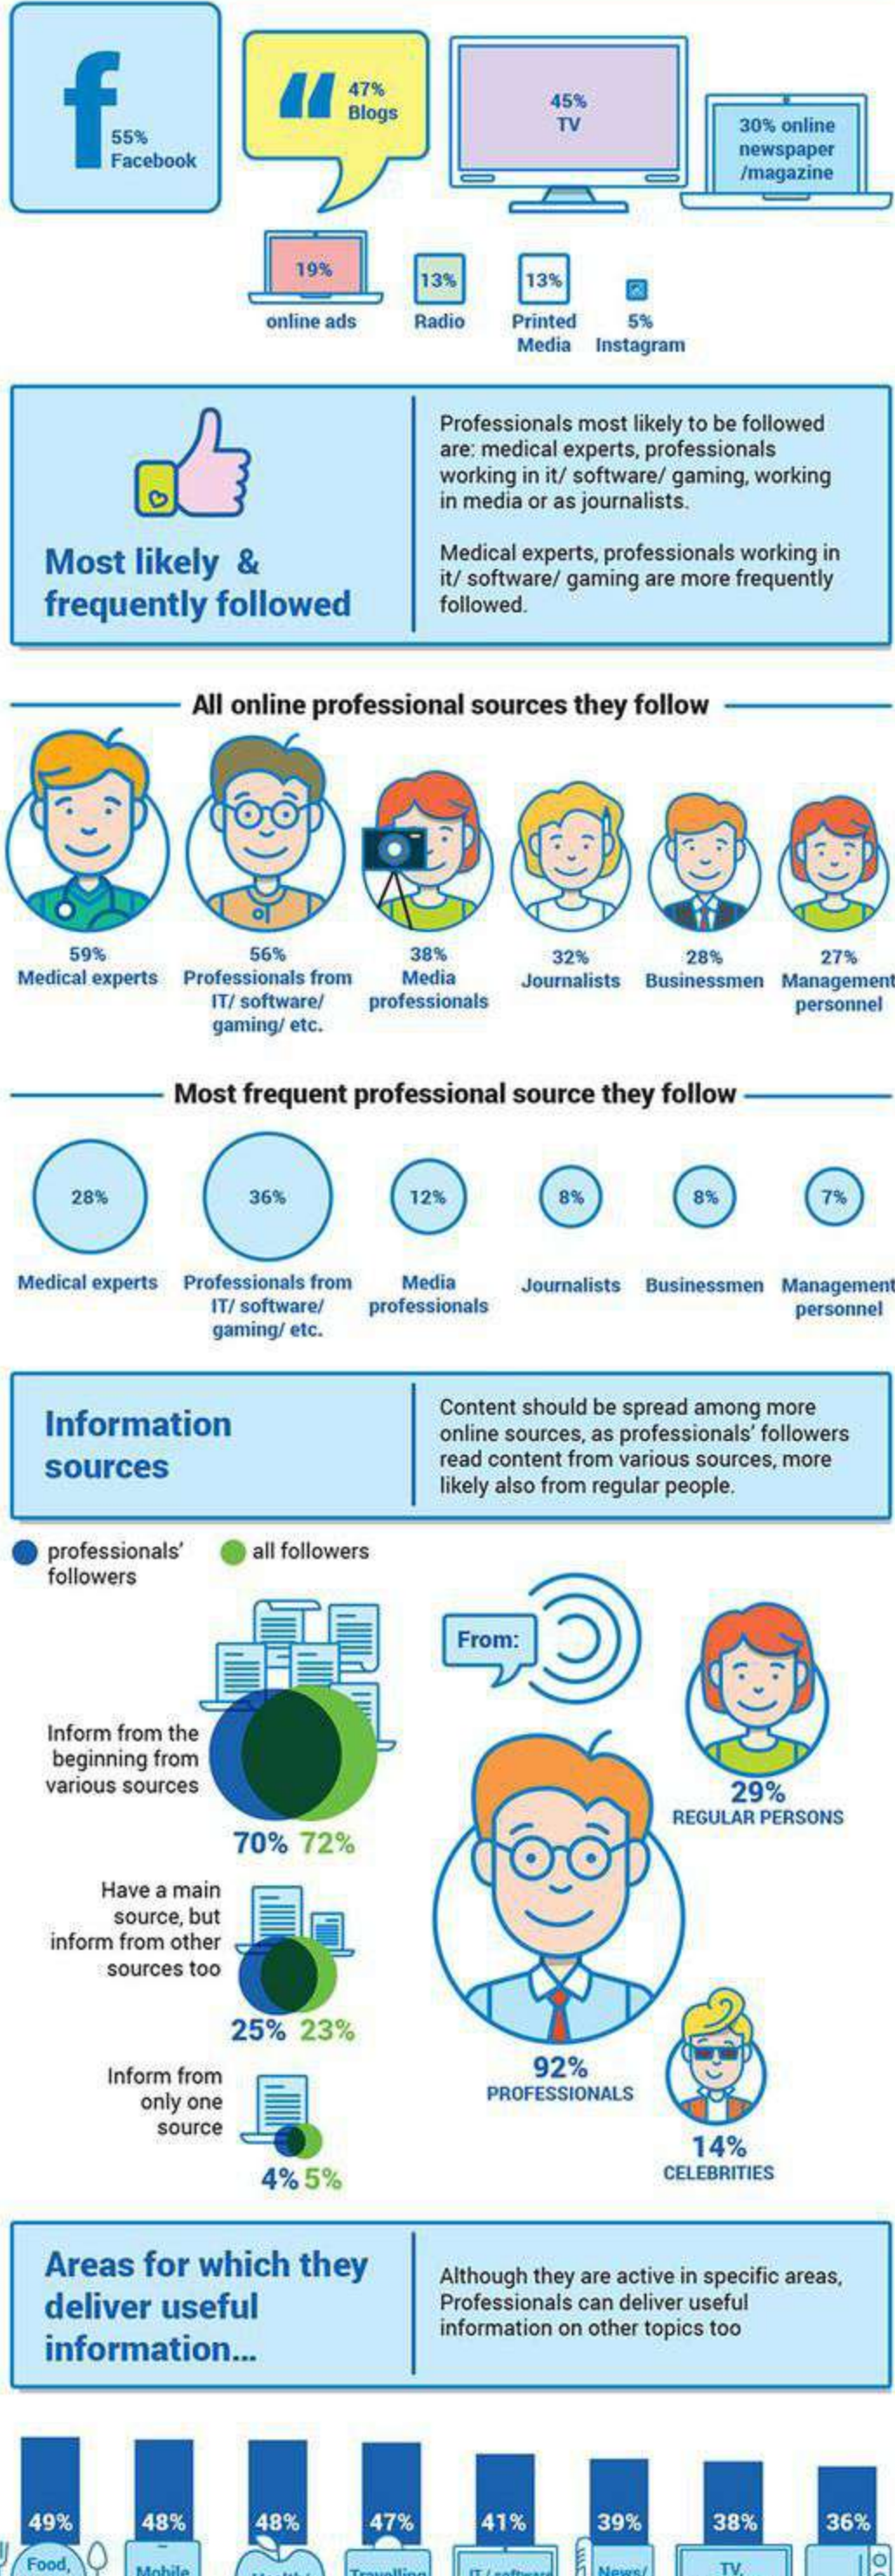 55%
Facebook
47%
Blogs
45%
TV
30% online
newspaper
/magazine
19%
online ads
13%
Radio
13%
Printed
Media
5%
Instagram
Most likely &
frequently followed
Professionals most likely to be followed
are: medical experts, professionals
working in it/ software/ gaming, working
in media or as journalists.
Medical experts, professionals working in
it/ software/ gaming are more frequently
followed.
All online professional sources they follow
59%
Medical experts
56%
Professionals from
IT/ software/
gaming/ etc.
38%
Media
professionals
32%
Journalists
28%
Businessmen
27%
Management
personnel
Most frequent professional source they follow
28%
Medical experts
36%
Professionals from
IT/ software/
gaming/ etc.
12%
Media
professionals
8%
Journalists
8%
Businessmen
7%
Management
personnel
Information
sources
Content should be spread among more
online sources, as professionals' followers
read content from various sources, more
likely also from regular people.
professionals'
followers
all followers
Inform from the
beginning from
various sources
70% 72%
Have a main
source, but
inform from other
sources too
25% 23%
Inform from
only one
source
4% 5%
From:
29%
REGULAR PERSONS
92%
PROFESSIONALS
14%
CELEBRITIES
Areas for which they
deliver useful
information...
Although they are active in specific areas,
Professionals can deliver useful
information on other topics too
49%
Food,
48%
Mobile
48%
47%
Travelling
41%
IT / software
39%
News/
38%
TV,
36%